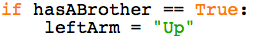 if hasABrother == True:
    leftArm = "Up"